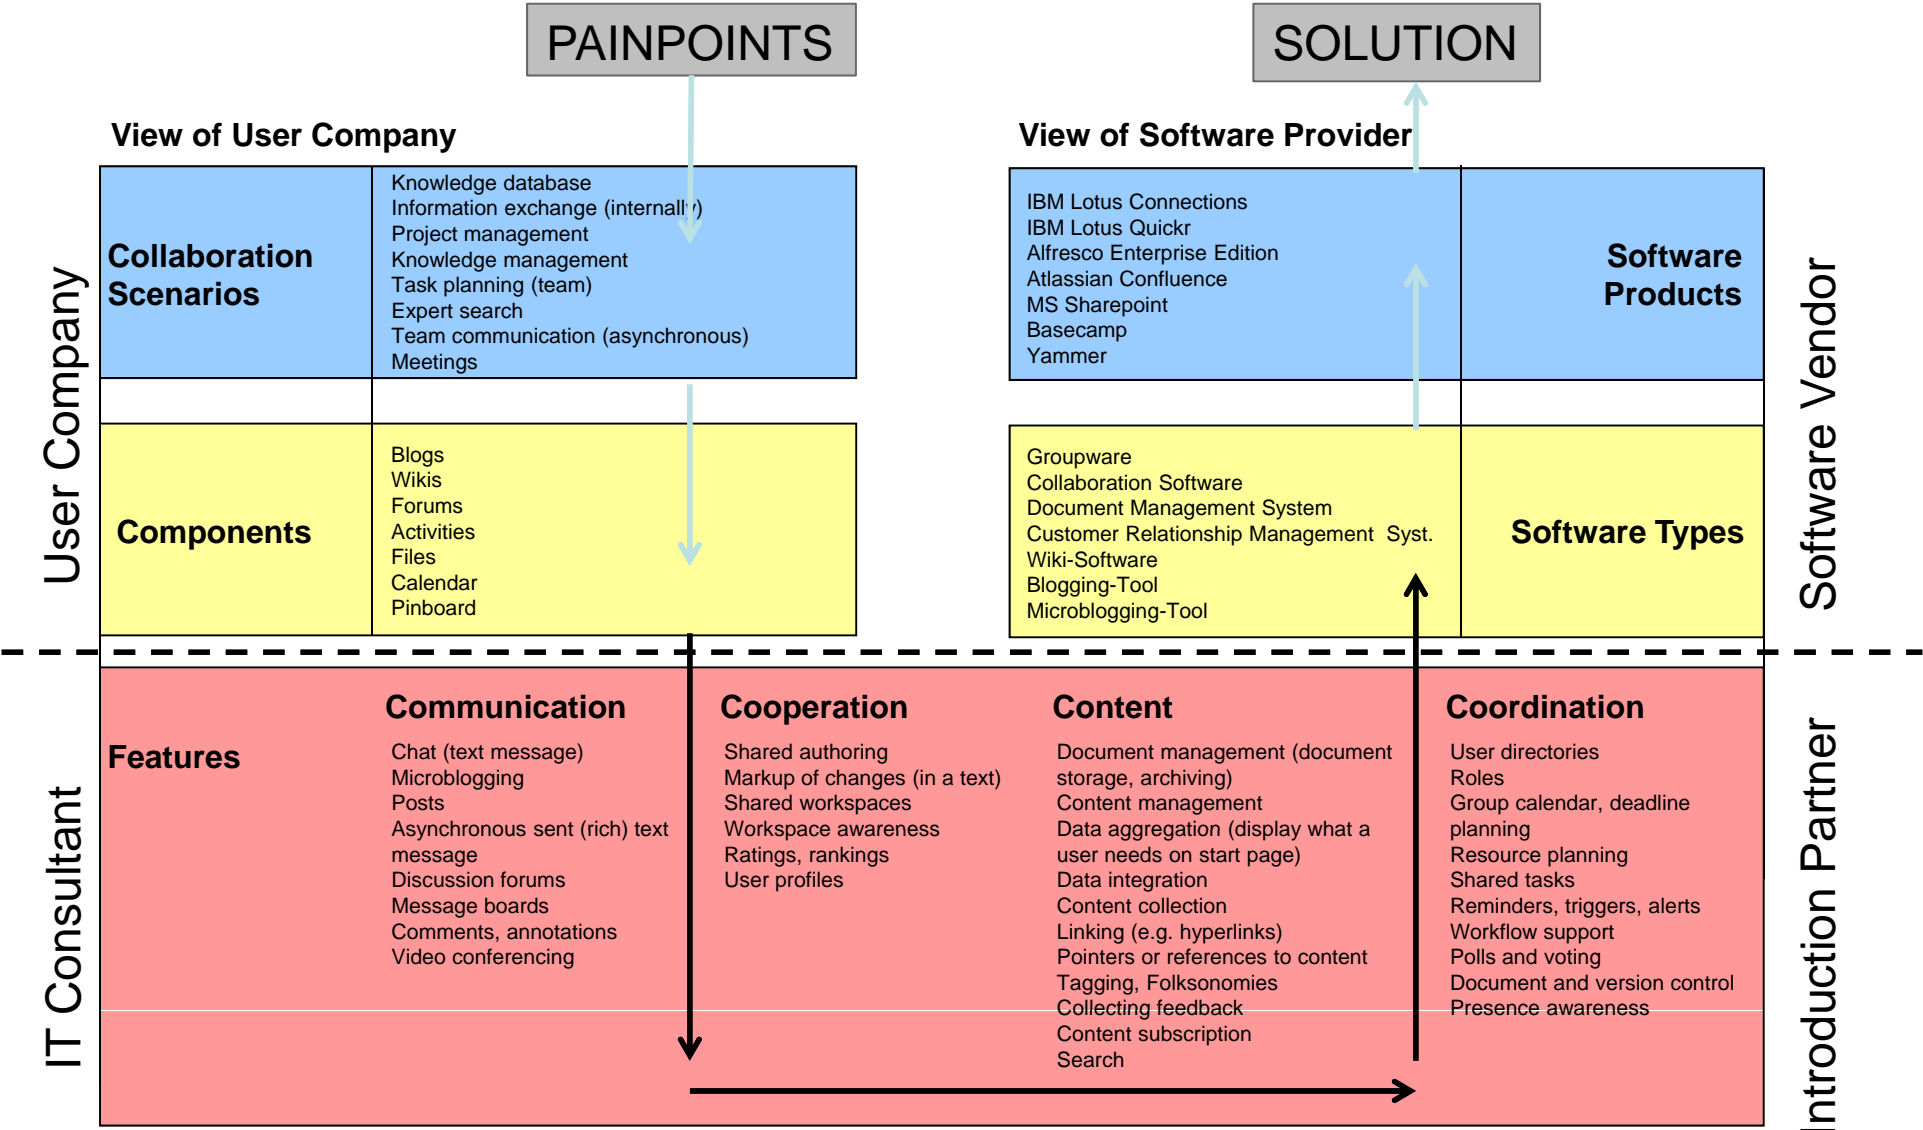 PAINPOINTS
SOLUTION
View of User Company
View of Software Provider
User Company
Collaboration
Scenarios
Knowledge database
Information exchange (internally)
Project management
Knowledge management
Task planning (team)
Expert search
Team communication (asynchronous)
Meetings
IBM Lotus Connections
IBM Lotus Quickr
Alfresco Enterprise Edition
Atlassian Confluence
MS Sharepoint
Basecamp
Yammer
Software
Products
Software Vendor
Components
Blogs
Wikis
Forums
Activities
Files
Calendar
Pinboard
Groupware
Collaboration Software
Document Management System
Customer Relationship Management Syst.
Wiki-Software
Blogging-Tool
Microblogging-Tool
Software Types
IT Consultant
Features
Communication
Chat (text message)
Microblogging
Posts
Asynchronous sent (rich) text
message
Discussion forums
Message boards
Comments, annotations
Video conferencing
Cooperation
Shared authoring
Markup of changes (in a text)
Shared workspaces
Workspace awareness
Ratings, rankings
User profiles
Content
Document management (document
storage, archiving)
Content management
Data aggregation (display what a
user needs on start page)
Data integration
Content collection
Linking (e.g. hyperlinks)
Pointers or references to content
Tagging, Folksonomies
Collecting feedback
Content subscription
Search
Coordination
User directories
Roles
Group calendar, deadline
planning
Resource planning
Shared tasks
Reminders, triggers, alerts
Workflow support
Polls and voting
Document and version control
Presence awareness
Introduction Partner